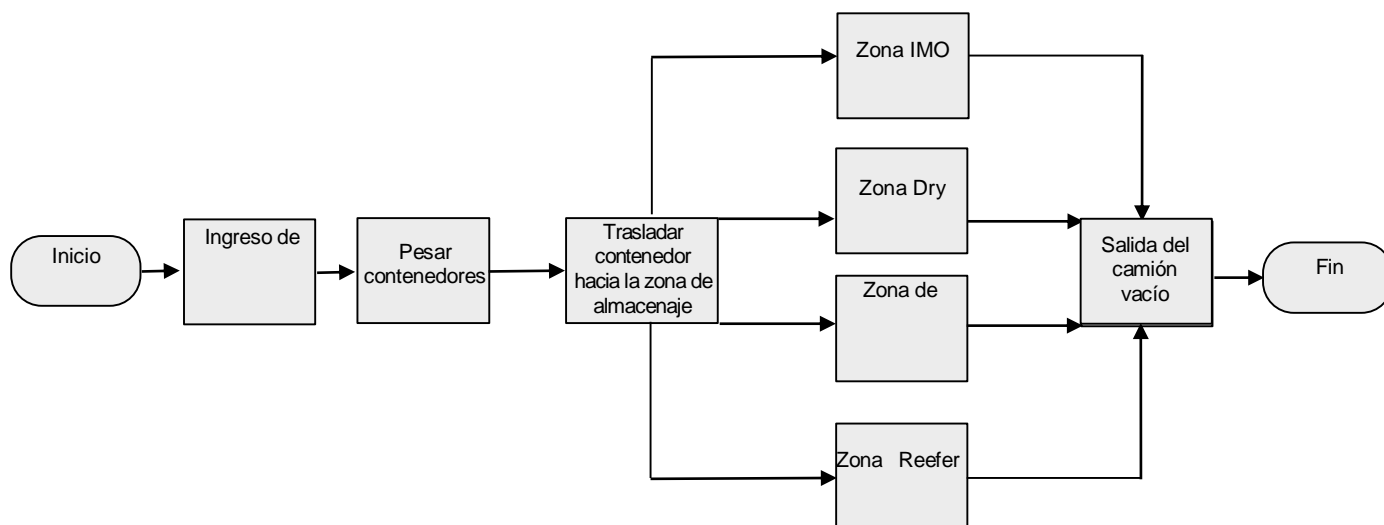 Inicio
Ingreso de
Pesar
contenedores
Trasladar
contenedor
hacia la zona de
almacenaje
Zona IMO
Zona Dry
Zona de
Zona Reefer
Salida del
camión
vacío
Fin